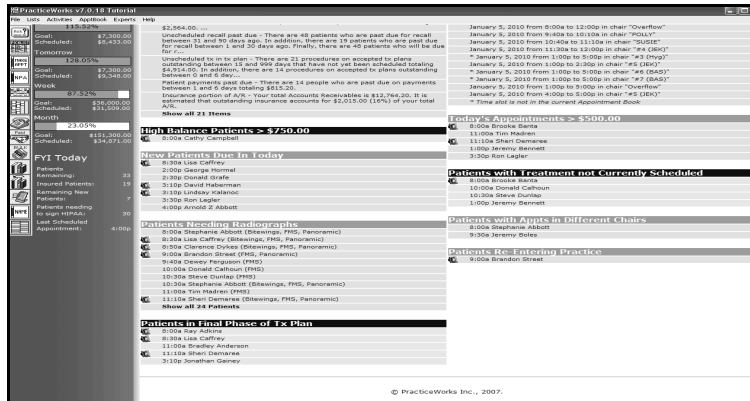 PracticeWorks v7.0.18 Tutorial
File Lists Activities ApptBook Experts Help
115.52%
Goal: $7,300.00
Scheduled: $8,433.00
Tomorrow
128.05%
Goal: $7,300.00
Scheduled: $9,348.00
Week
87.52%
Goal: $36,000.00
Scheduled: $31,509.00
Month
23.05%
Goal: $151,300.00
Scheduled: $34,871.00
FYI Today
Patients
Remaining: 33
Insured Patients: 19
Remaining New
Patients: 7
Patients needing
to sign HIPAA: 30
Last Scheduled
Appointment: 4:00p
$2,564.00. ...
Unscheduled recall past due - There are 48 patients who are past due for recall
between 31 and 90 days ago. In addition, there are 19 patients who are past due
for recall between 1 and 30 days ago. Finally, there are 48 patients who will be due
for r...
Unscheduled tx in tx plan - There are 21 procedures on accepted tx plans
outstanding between 15 and 999 days that have not yet been scheduled totaling
$4,914.00. In addition, there are 14 procedures on accepted tx plans outstanding
between 0 and 6 day...
Patient payments past due - There are 14 people who are past due on payments
between 1 and 6 days totaling $815.20.
Insurance portion of A/R - Your total Accounts Receivables is $12,764.20. It is
estimated that outstanding insurance accounts for $2,015.00 (16%) of your total
A/R.
Show all 21 Items
High Balance Patients > $750.00
8:00a Cathy Campbell
New Patients Due In Today
8:30a Lisa Caffrey
2:00p George Hormel
2:30p Donald Grafe
3:10p David Haberman
3:10p Lindsay Kalanoc
3:30p Ron Lagler
4:00p Arnold Z Abbott
Patients Needing Radiographs
8:00a Stephanie Abbott (Bitewings, FMS, Panoramic)
8:30a Lisa Caffrey (Bitewings, FMS, Panoramic)
8:50a Clarence Dykes (Bitewings, FMS, Panoramic)
9:00a Brandon Street (FMS, Panoramic)
9:40a Dewey Ferguson (FMS)
10:00a Donald Calhoun (FMS)
10:30a Steve Dunlap (FMS)
10:30a Stephanie Abbott (Bitewings, FMS, Panoramic)
11:00a Tim Madren (FMS)
11:10a Sheri Demaree (Bitewings, FMS, Panoramic)
Show all 24 Patients
Patients in Final Phase of Tx Plan
8:00a Ray Adkins
8:30a Lisa Caffrey
11:00a Bradley Anderson
11:10a Sheri Demaree
3:10p Jonathan Gainey
January 5, 2010 from 8:00a to 12:00p in chair "Overflow"
January 5, 2010 from 9:40a to 10:10a in chair "POLLY"
January 5, 2010 from 10:40a to 11:10a in chair "SUSIE"
January 5, 2010 from 11:30a to 12:00p in chair "#4 (JEK)"
* January 5, 2010 from 1:00p to 5:00p in chair "#3 (Hyg)"
January 5, 2010 from 1:00p to 5:00p in chair "#5 (JEK)"
* January 5, 2010 from 1:00p to 5:00p in chair "#6 (BAS)"
* January 5, 2010 from 1:00p to 5:00p in chair "#7 (BAS)"
January 5, 2010 from 1:00p to 5:00p in chair "Overflow"
January 5, 2010 from 4:00p to 5:00p in chair "#5 (JEK)"
* Time slot is not in the current Appointment Book
Today's Appointments > $500.00
8:00a Brooke Banta
11:00a Tim Madren
11:10a Sheri Demaree
1:00p Jeremy Bennett
3:30p Ron Lagler
Patients with Treatment not Currently Scheduled
8:00a Brooke Banta
10:00a Donald Calhoun
10:30a Steve Dunlap
1:00p Jeremy Bennett
Patients with Appts in Different Chairs
8:00a Stephanie Abbott
9:30a Jeremy Boles
Patients Re-Entering Practice
9:00a Brandon Street
© PracticeWorks Inc., 2007.